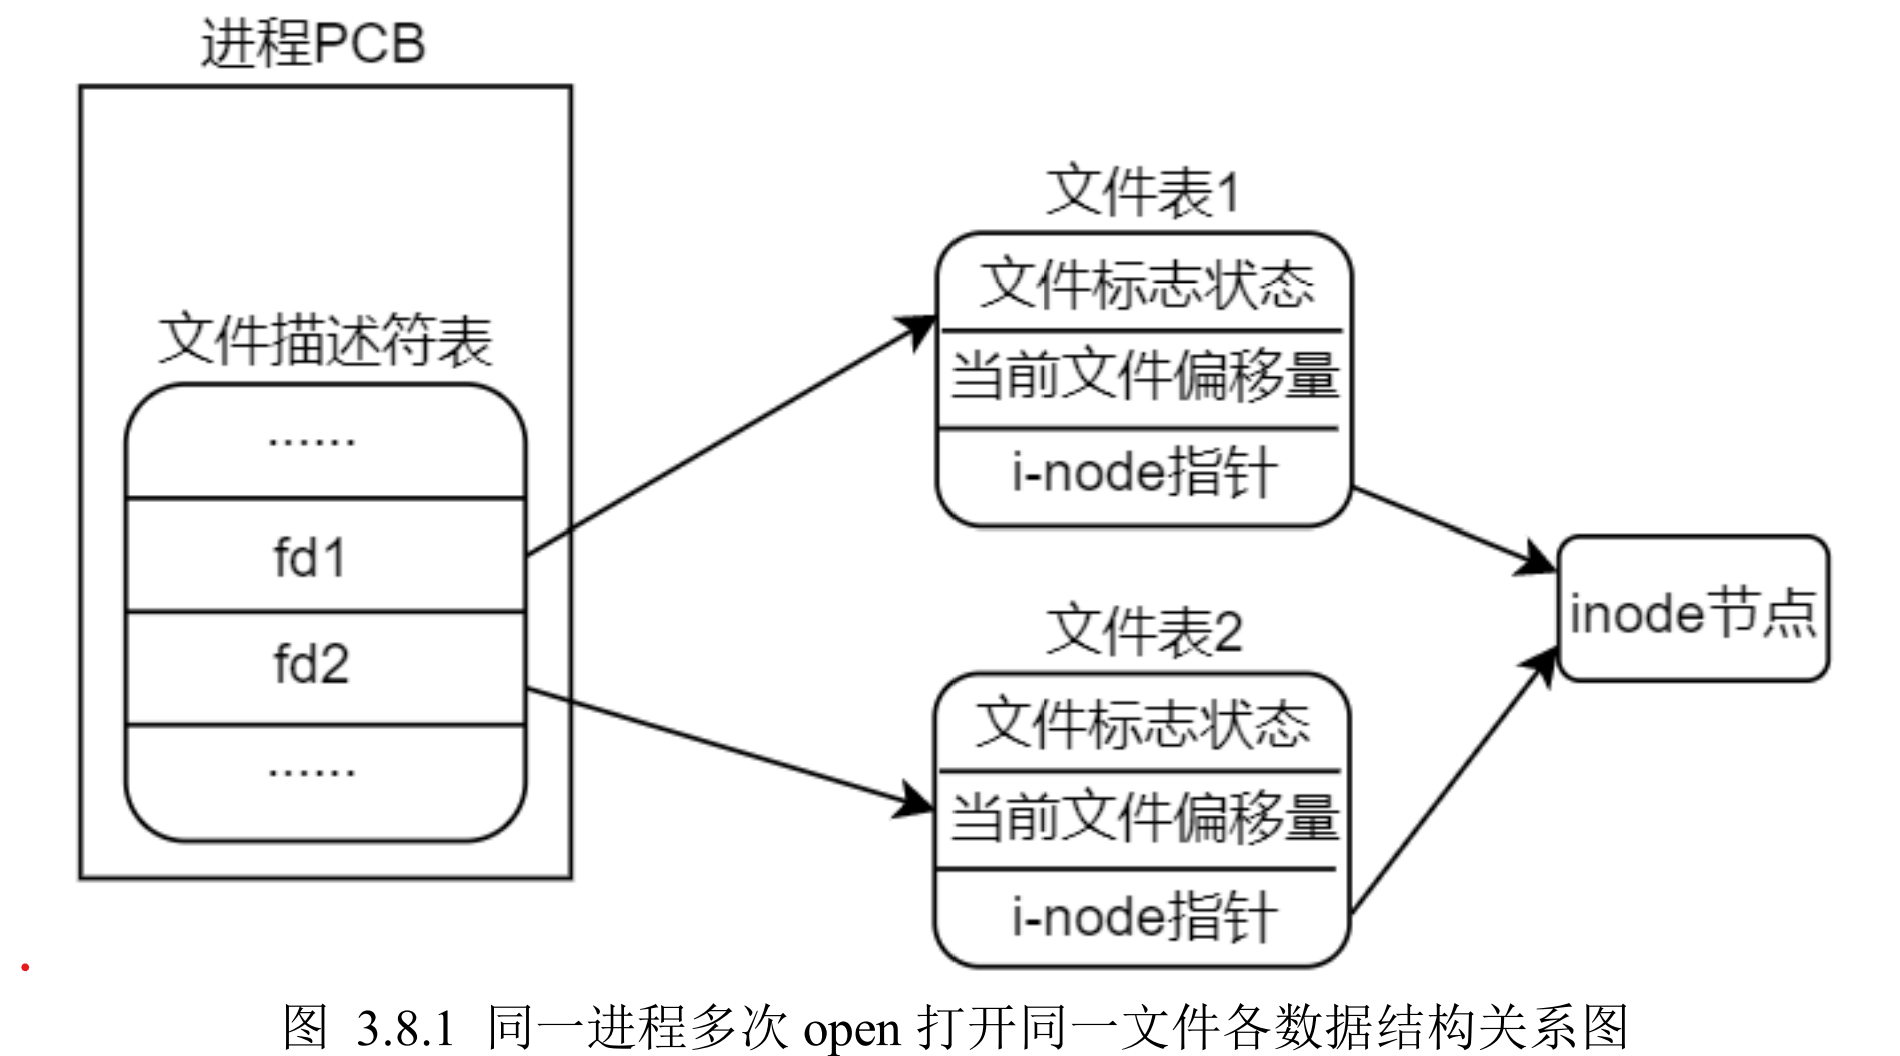 进程PCB
文件描述符表
······
fd1
fd2
······
文件表1
文件标志状态
当前文件偏移量
i-node指针
文件表2
文件标志状态
当前文件偏移量
i-node指针
inode节点
图 3.8.1 同一进程多次 open 打开同一文件各数据结构关系图